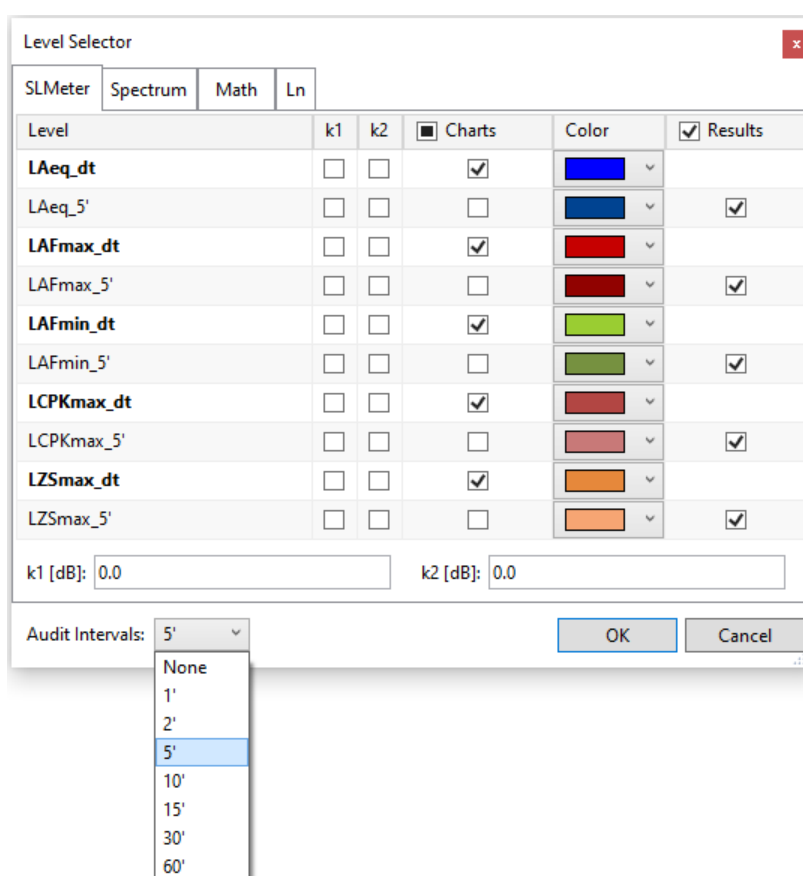 Level Selector x
SLMeter Spectrum Math Ln
Level k1 k2 Charts Color Results
LAeq_dt
LAeq_5'
LAFmax_dt
LAFmax_5'
LAFmin_dt
LAFmin_5'
LCPKmax_dt
LCPKmax_5'
LZSmax_dt
LZSmax_5'
k1 [dB]: 0.0 k2 [dB]: 0.0
Audit Intervals: 5' OK Cancel
None
1'
2'
5'
10'
15'
30'
60'